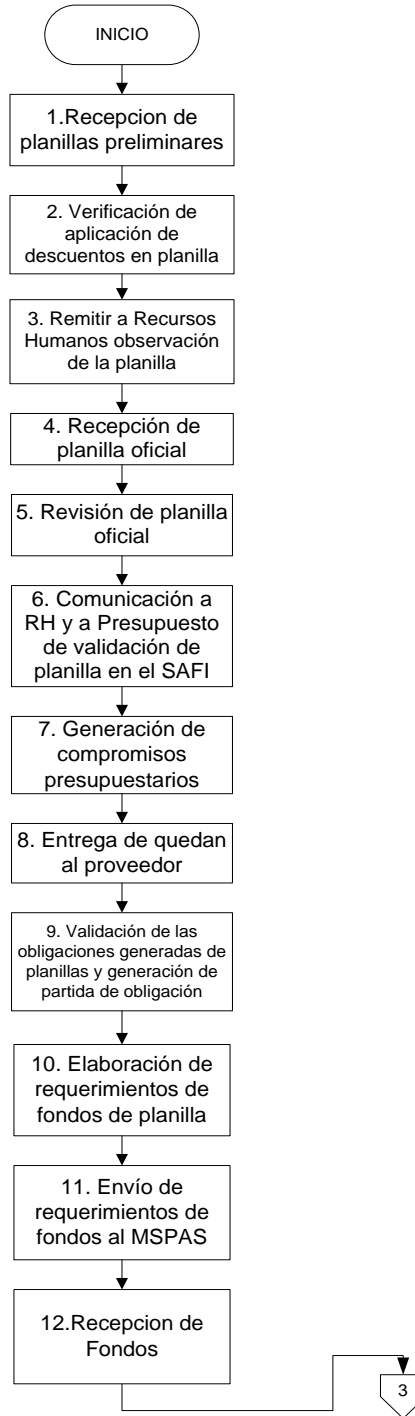 INICIO
1.Recepcion de
planillas preliminares
2. Verificación de
aplicación de
descuentos en planilla
3. Remitir a Recursos
Humanos observación
de la planilla
4. Recepción de
planilla oficial
5. Revisión de planilla
oficial
6. Comunicación a
RH y a Presupuesto
de validación de
planilla en el SAFI
7. Generación de
compromisos
presupuestarios
8. Entrega de quedan
al proveedor
9. Validación de las
obligaciones generadas de
planillas y generación de
partida de obligación
10. Elaboración de
requerimientos de
fondos de planilla
11. Envío de
requerimientos de
fondos al MSPAS
12.Recepcion de
Fondos
3